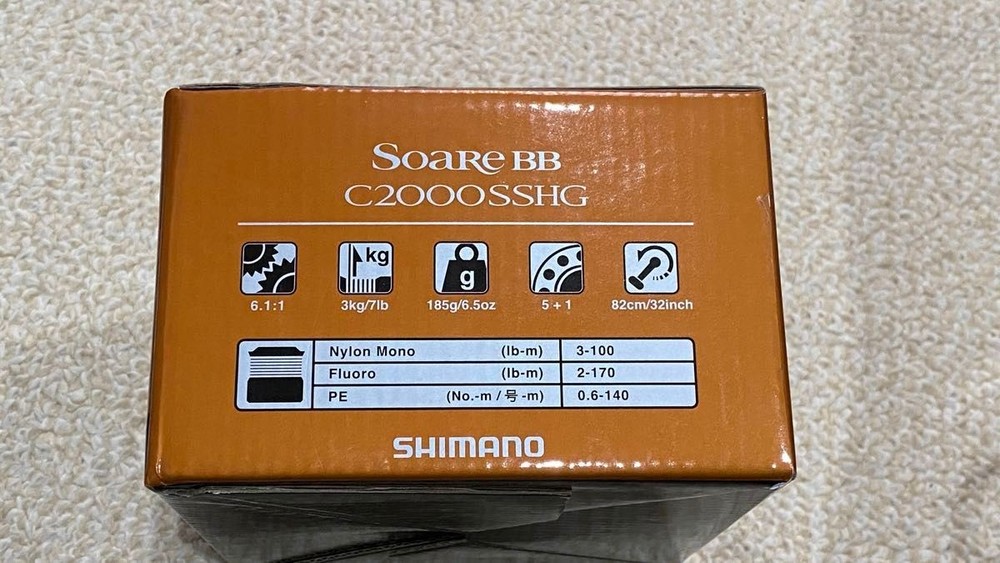 Soare BB
C2000SSHG
kg
g
6.1:1 3kg/7lb 185g/6.5oz 5+1 82cm/32inch
Nylon Mono (lb-m) 3-100
Fluoro (lb-m) 2-170
PE (No.-m / 号 -m) 0.6-140
SHIMANO